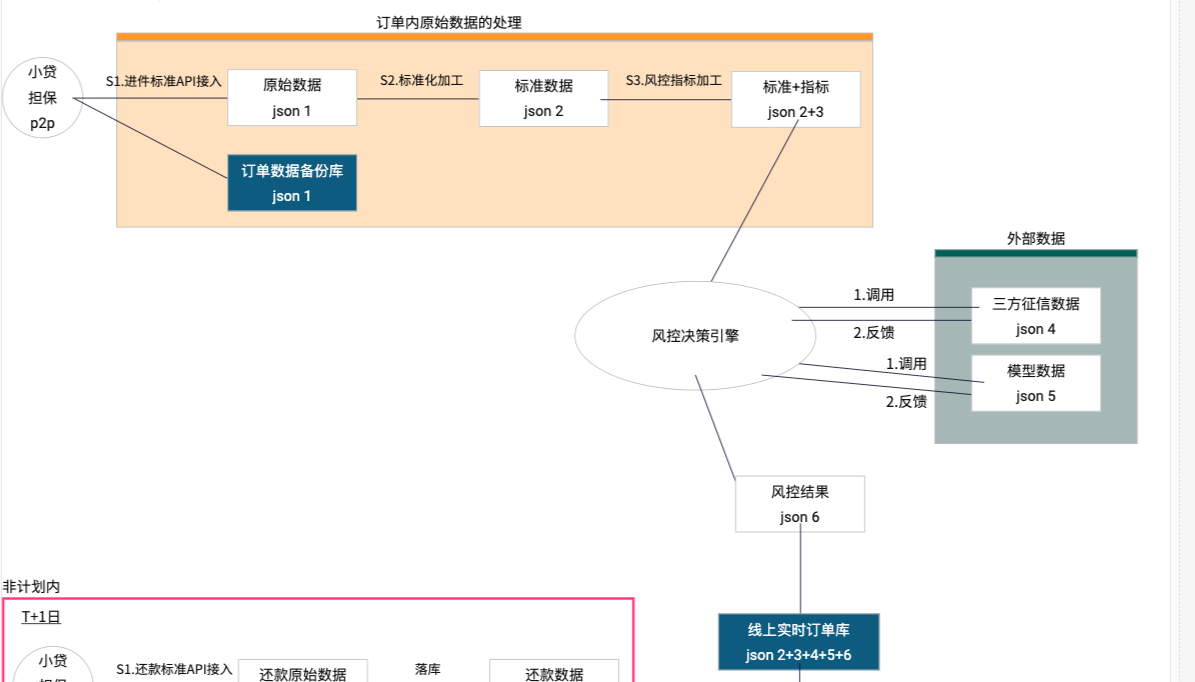 订单内原始数据的处理
小贷
担保
p2p
S1.进件标准API接入
原始数据
json 1
S2.标准化加工
标准数据
json 2
S3.风控指标加工
标准+指标
json 2+3
订单数据备份库
json 1
外部数据
风控决策引擎
1.调用
2.反馈
三方征信数据
json 4
1.调用
2.反馈
模型数据
json 5
风控结果
json 6
线上实时订单库
json 2+3+4+5+6
非计划内
T+1日
小贷
担保
S1.还款标准API接入
还款原始数据
落库
还款数据